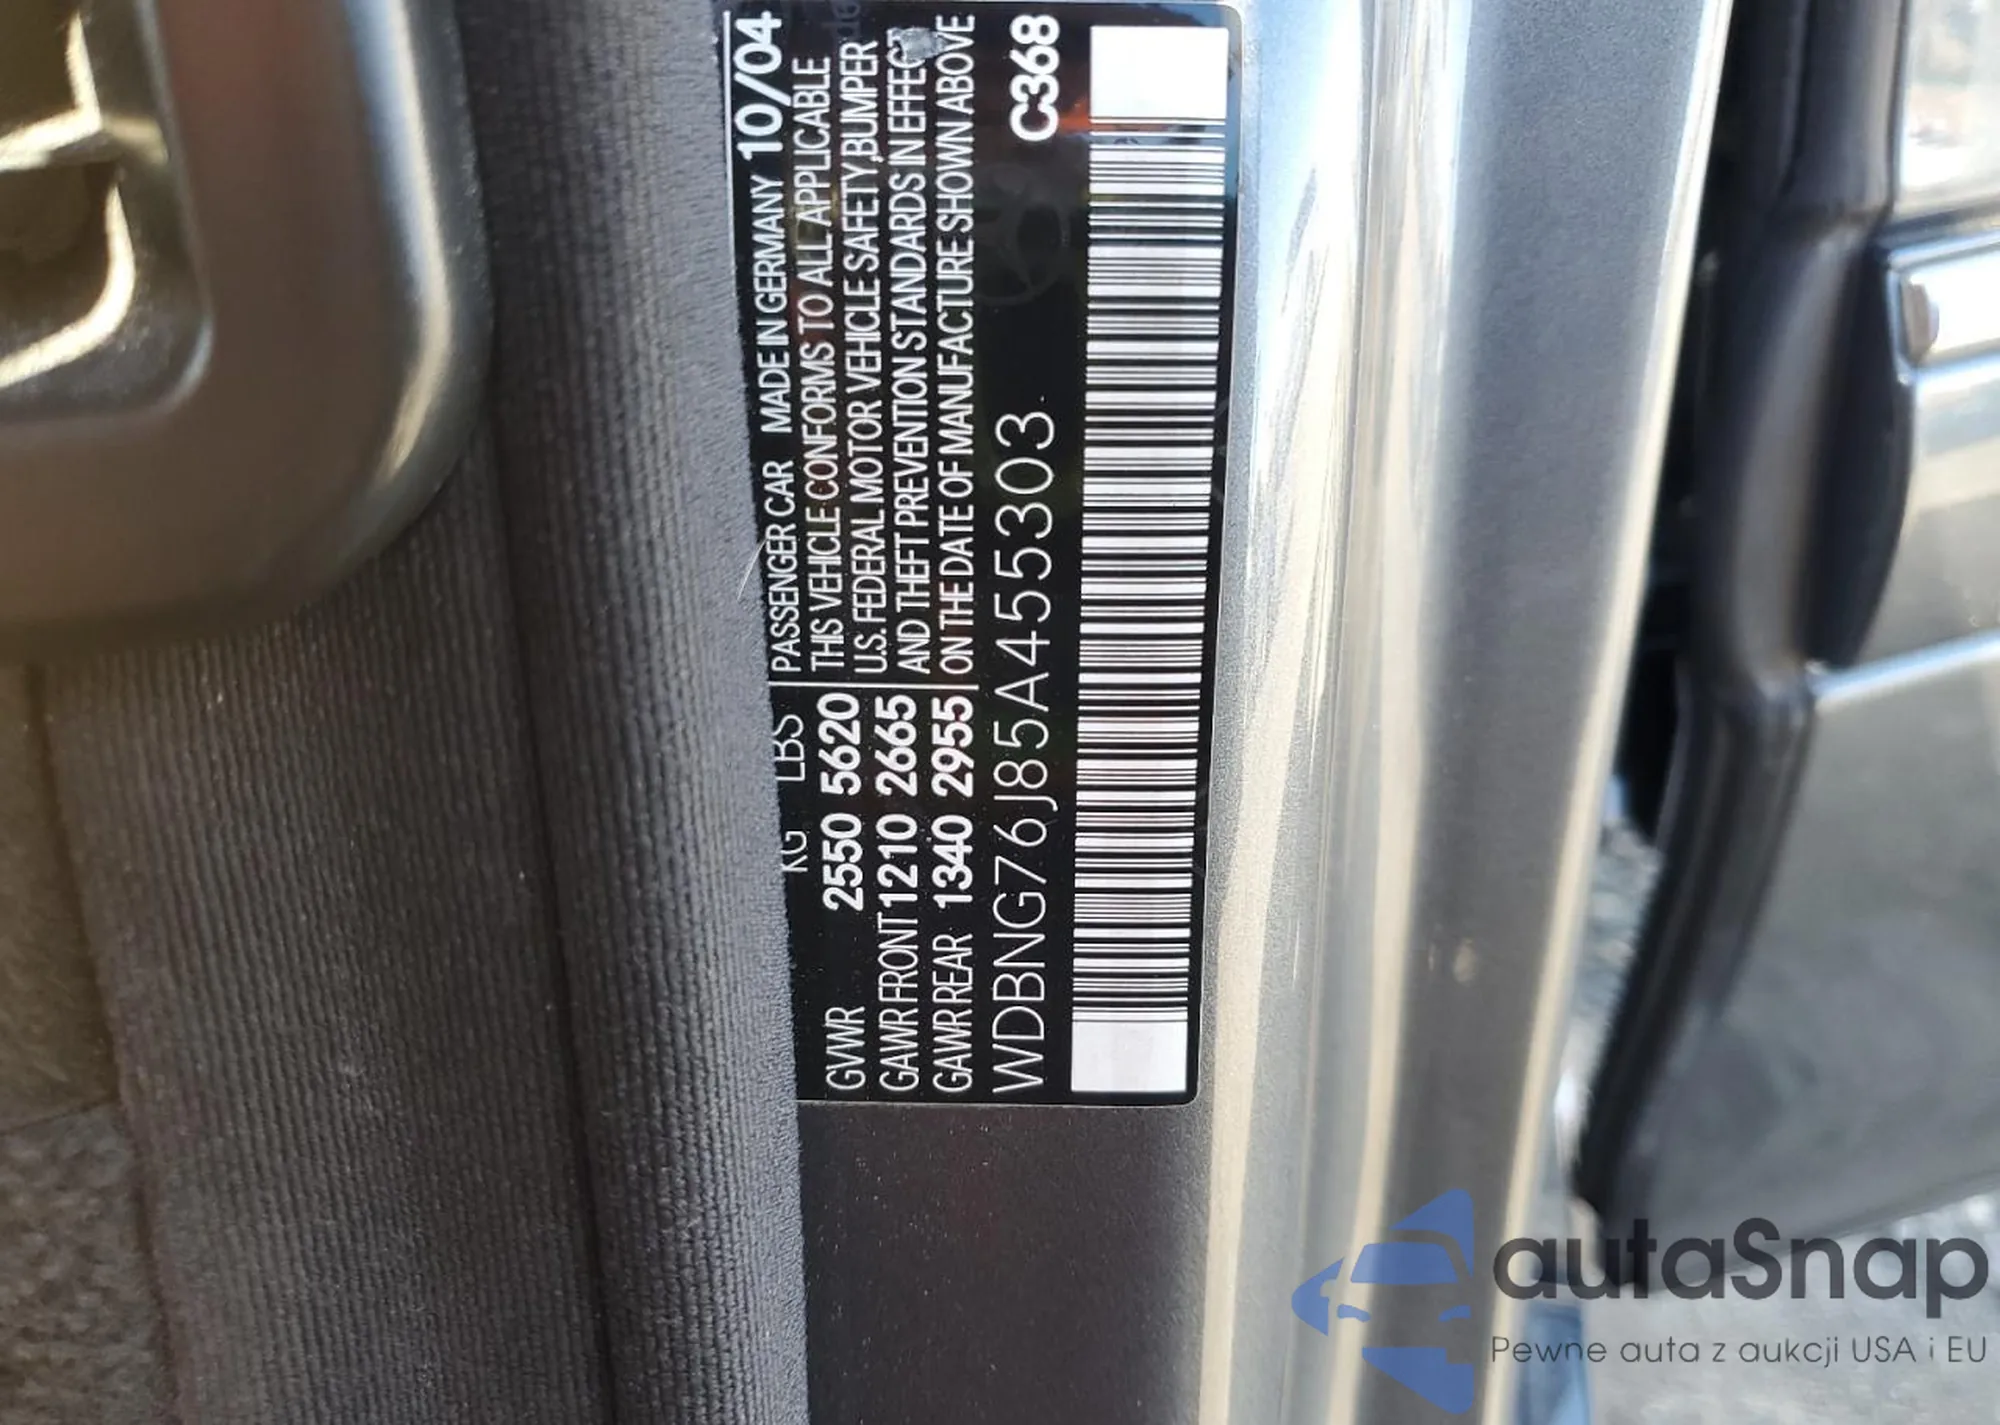 10/04
KG LBS PASSENGER CAR MADE IN GERMANY
GVWR 2550 5620 THIS VEHICLE CONFORMS TO ALL APPLICABLE
GAWR FRONT 1210 2665 U.S. FEDERAL MOTOR VEHICLE SAFETY, BUMPER
GAWR REAR 1340 2955 AND THEFT PREVENTION STANDARDS IN EFFECT
ON THE DATE OF MANUFACTURE SHOWN ABOVE
WDBNG76J85A455303 C368
autaSnap
Pewne auta z aukcji USA i EU